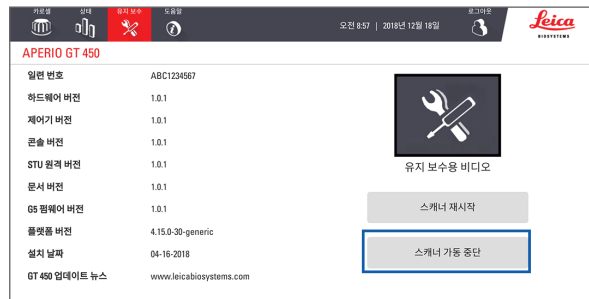 카로셀 상태 유지 보수 도움말 오전 8:57 | 2018년 12월 18일 로그아웃 Leica
BIOSYSTEMS
APERIO GT 450
일련 번호 ABC1234567
하드웨어 버전 1.0.1
제어기 버전 1.0.1
콘솔 버전 1.0.1
STU 원격 버전 1.0.1
문서 버전 1.0.1
G5 펌웨어 버전 1.0.1
플랫폼 버전 4.15.0-30-generic
설치 날짜 04-16-2018
GT 450 업데이트 뉴스 www.leicabiosystems.com
유지 보수용 비디오
스캐너 재시작
스캐너 가동 중단